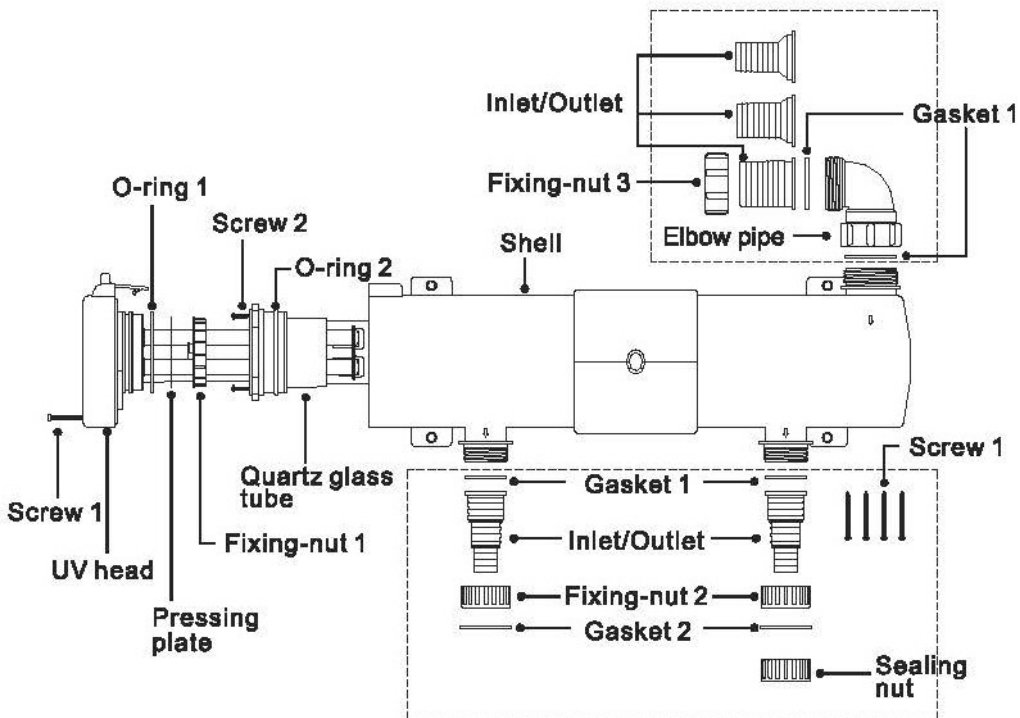 Inlet/Outlet
Gasket 1
Fixing-nut 3
O-ring 1
Screw 2
Shell
Elbow pipe
O-ring 2
Screw 1
Quartz glass
tube
Gasket 1
Screw 1
Fixing-nut 1
Inlet/Outlet
UV head
Fixing-nut 2
Pressing
plate
Gasket 2
Sealing
nut